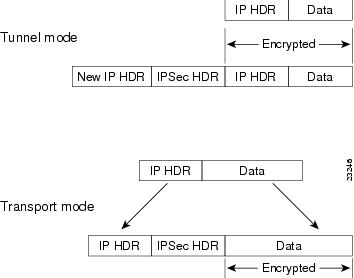 IP HDR Data
Tunnel mode
Encrypted
New IP HDR IPSec HDR IP HDR Data
IP HDR Data
23246
Transport mode
IP HDR IPSec HDR Data
Encrypted